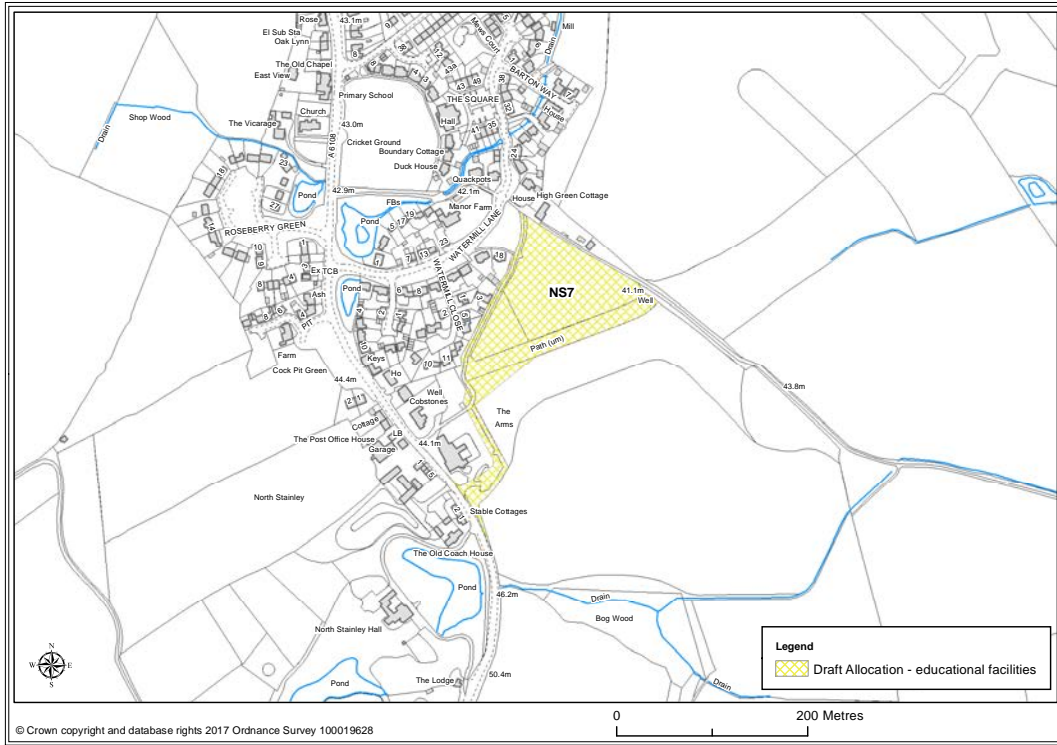 Rose
43.1m
El Sub Sta
Oak Lynn
The Old Chapel
East View
Primary School
Church
43.0m
The Vicarage
A 6108
Cricket Ground
Boundary Cottage
Duck House
Hall
THE SQUARE
Mews Court
BARTON WAY
House
Mill
Drain
Shop Wood
Drain
42.9m
Pond
FBs
Quackpots
42.1m
Manor Farm
House
High Green Cottage
WATERMILL LANE
ROSEBERRY GREEN
Pond
Ex TCB
Pond
Ash
PIT
WATERMILL CLOSE
NS7
41.1m
Well
Path (um)
43.8m
Farm
Cock Pit Green
Keys
Ho
44.4m
Well
Cobstones
The
Arms
Cottage
LB
The Post Office House
Garage
44.1m
North Stainley
Stable Cottages
The Old Coach House
Pond
46.2m
Drain
Bog Wood
North Stainley Hall
Pond
The Lodge
50.4m
Drain
N
W
E
S
Legend
Draft Allocation - educational facilities
0
200 Metres
© Crown copyright and database rights 2017 Ordnance Survey 100019628